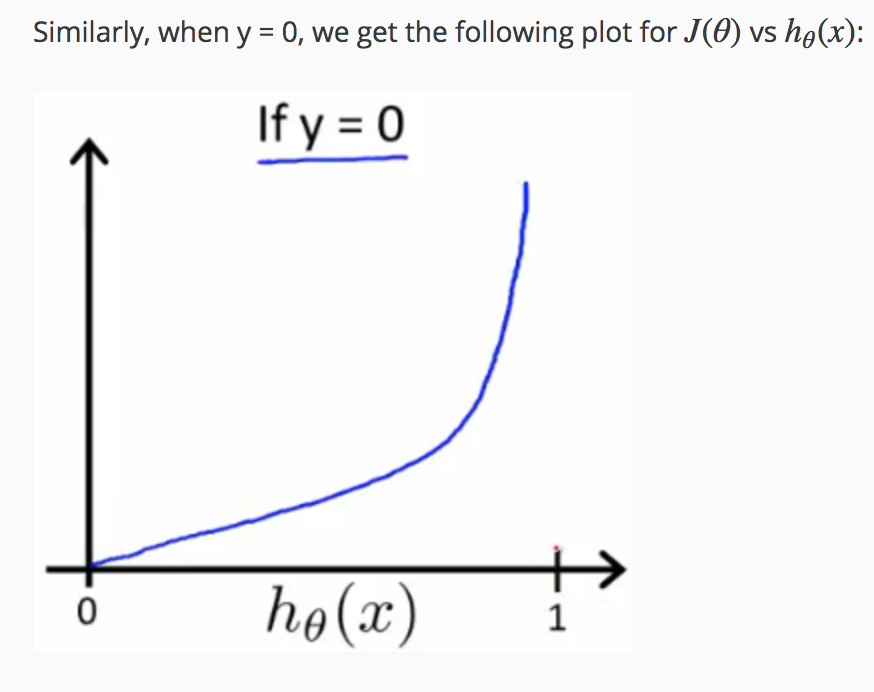 Similarly, when y = 0, we get the following plot for J(θ) vs hθ(x):
If y = 0
0
hθ(x)
1